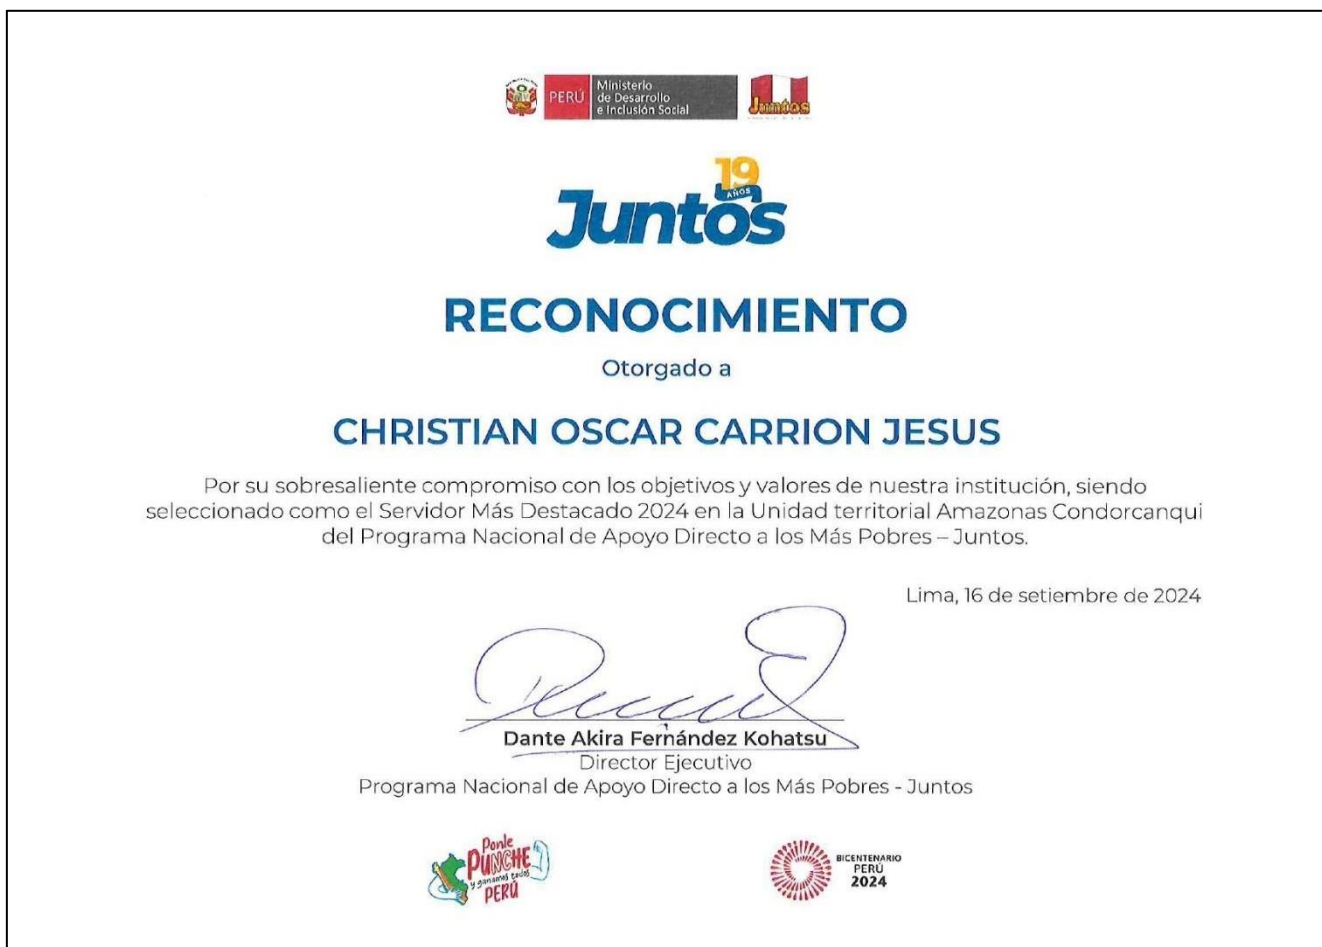 PERÚ
Ministerio
de Desarrollo
e Inclusión Social
Juntos
19
AÑOS
Juntos
RECONOCIMIENTO
Otorgado a
CHRISTIAN OSCAR CARRION JESUS
Por su sobresaliente compromiso con los objetivos y valores de nuestra institución, siendo
seleccionado como el Servidor Más Destacado 2024 en la Unidad territorial Amazonas Condorcanqui
del Programa Nacional de Apoyo Directo a los Más Pobres – Juntos.
Lima, 16 de setiembre de 2024
Dante Akira Fernández Kohatsu
Director Ejecutivo
Programa Nacional de Apoyo Directo a los Más Pobres - Juntos
Ponle
PUNCHE
y ganamos todos
PERÚ
BICENTENARIO
PERÚ
2024